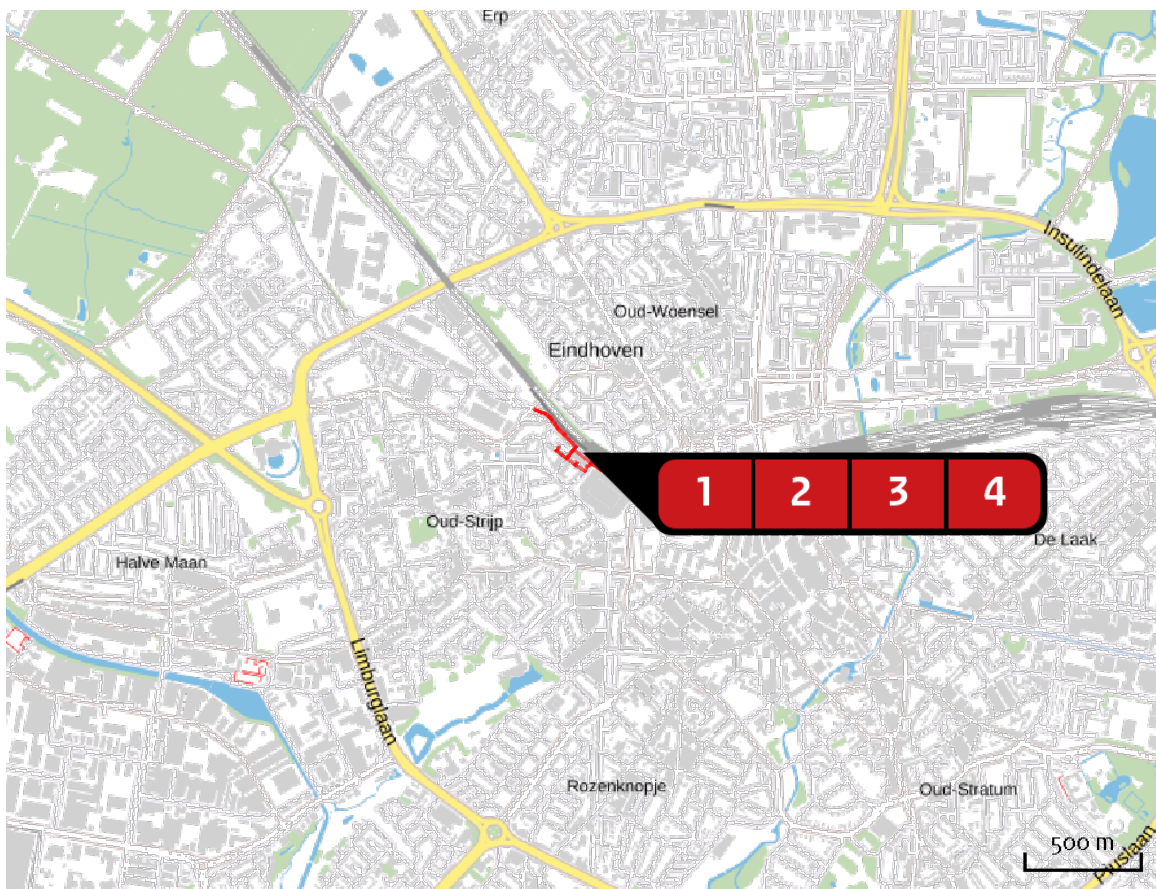 Erp
Insulindelaan
Oud-Woensel
Eindhoven
1 2 3 4
Oud-Strijp
De Laak
Halve Maan
Limburglaan
Rozenknopje
Oud-Stratum
500 m
Piuslaan